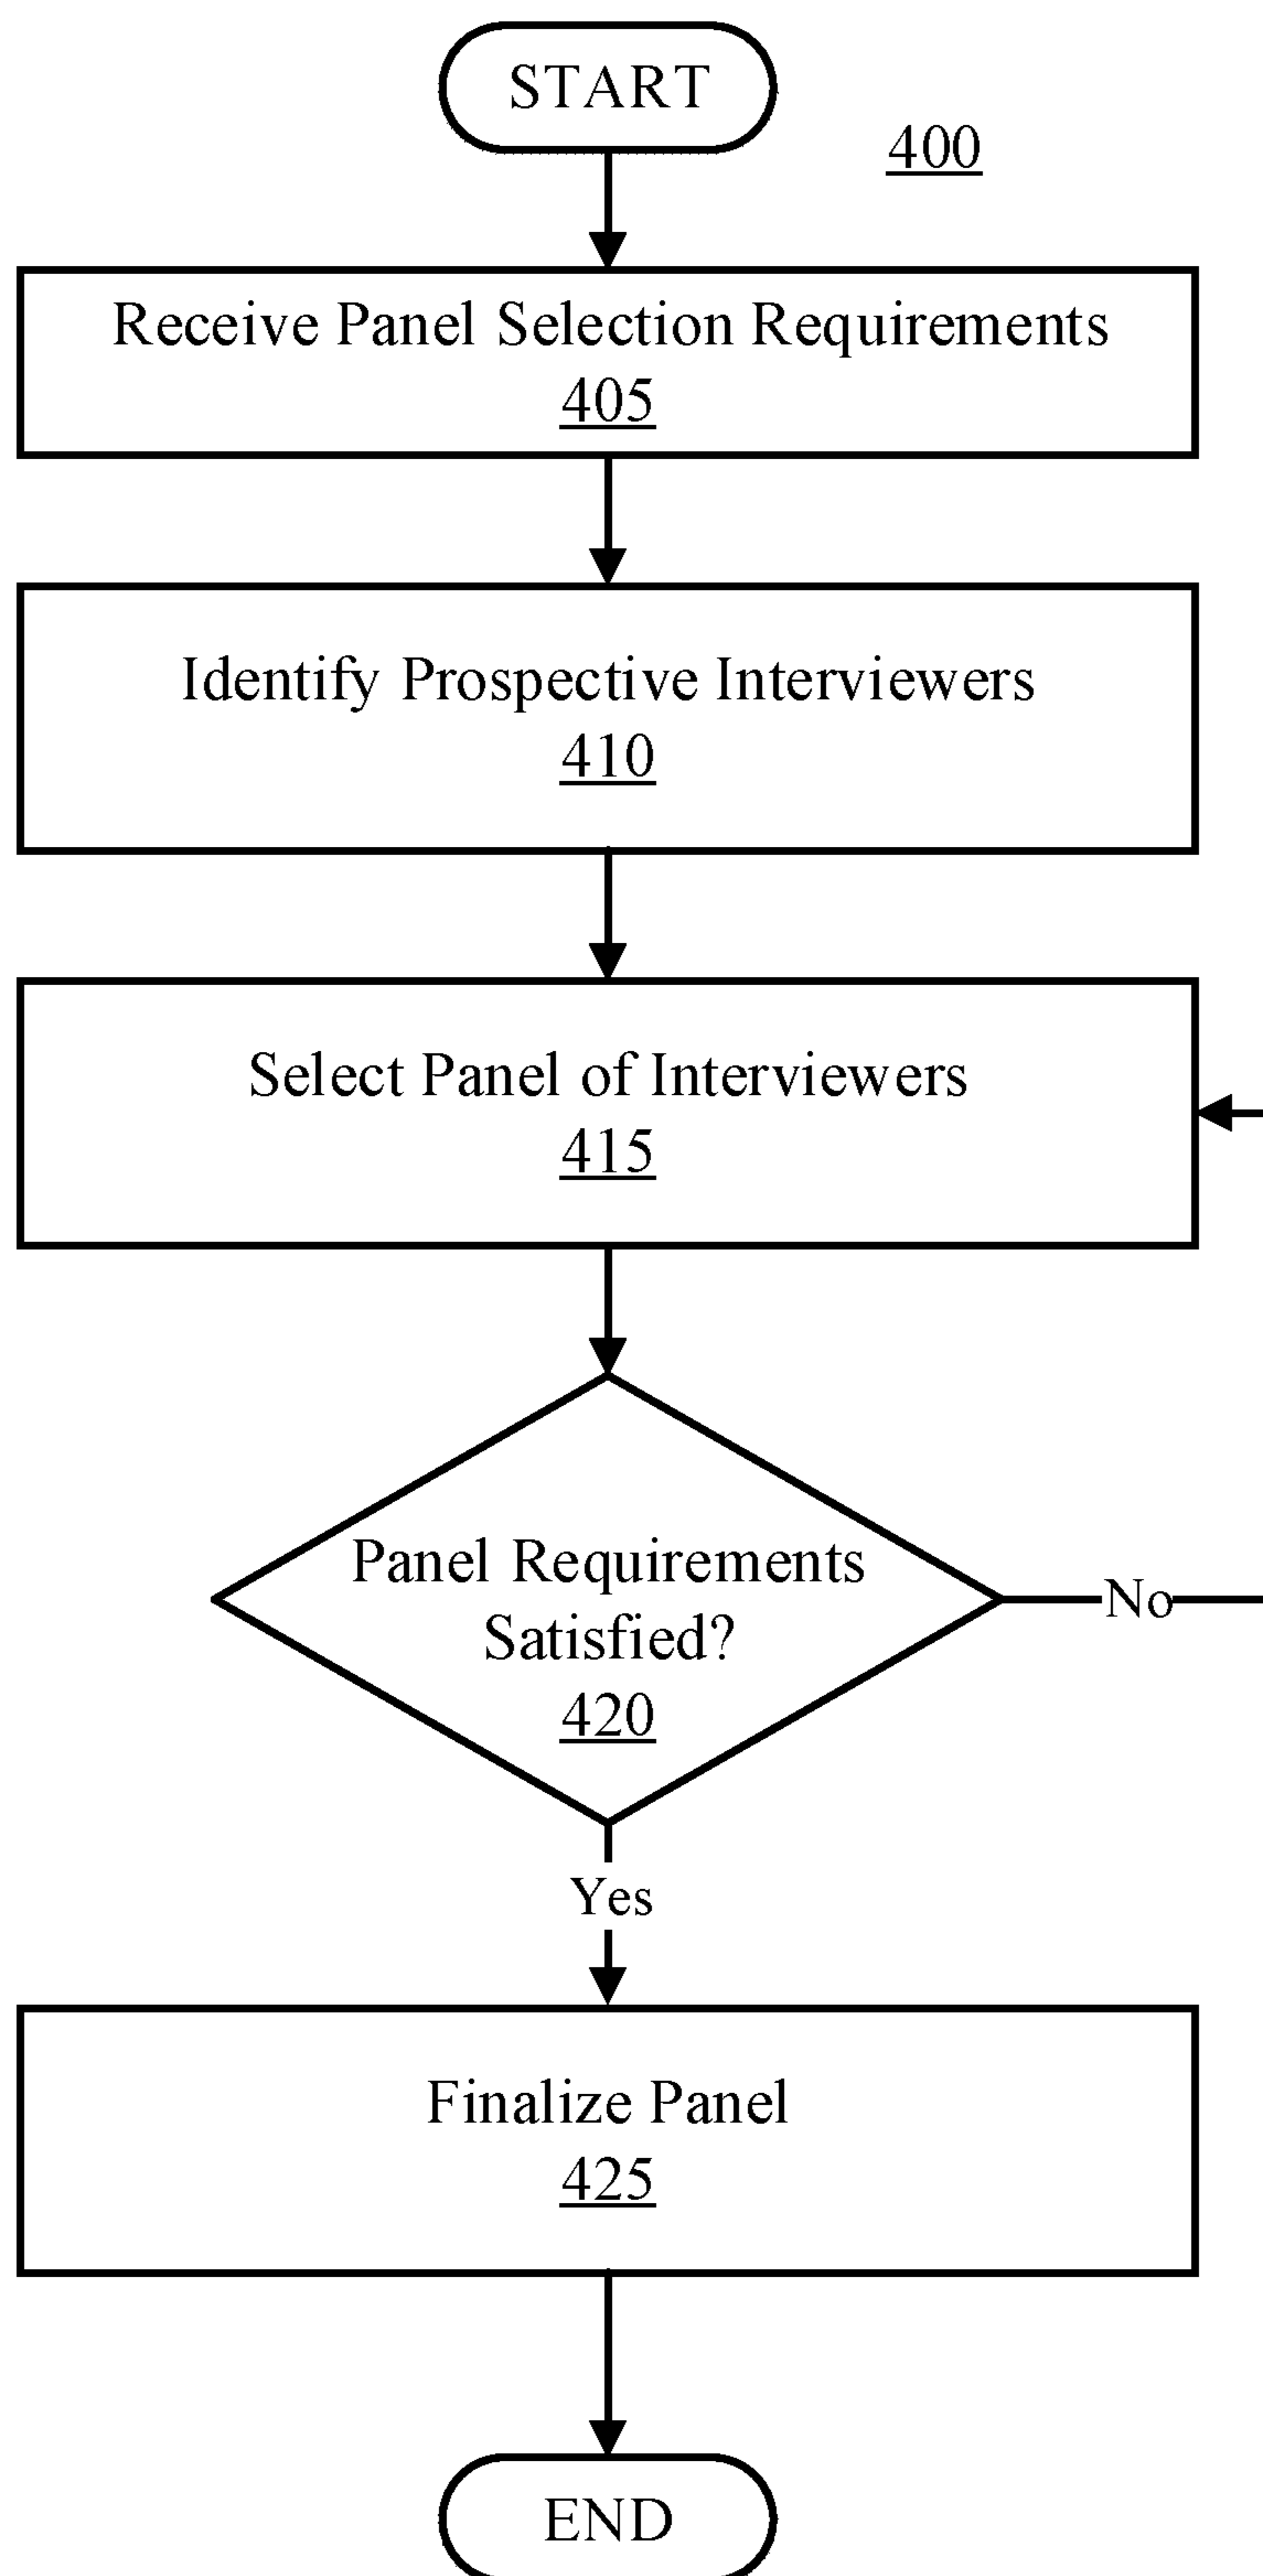 START
400
Receive Panel Selection Requirements
405
Identify Prospective Interviewers
410
Select Panel of Interviewers
415
Panel Requirements
Satisfied?
420
No
Yes
Finalize Panel
425
END